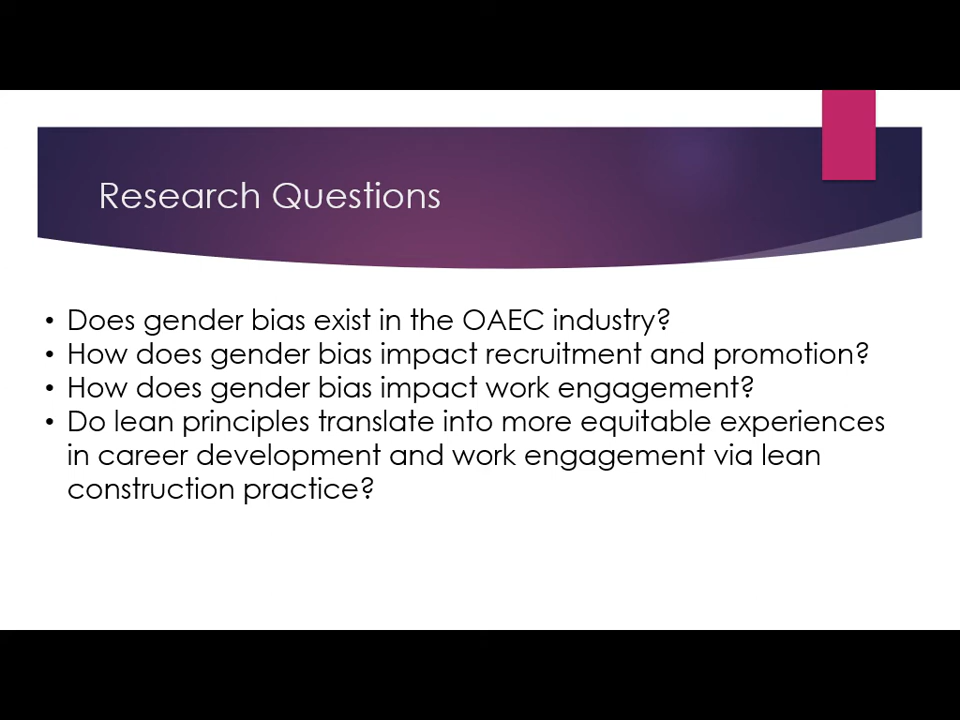 Research Questions
• Does gender bias exist in the OAEC industry?
• How does gender bias impact recruitment and promotion?
• How does gender bias impact work engagement?
• Do lean principles translate into more equitable experiences
in career development and work engagement via lean
construction practice?